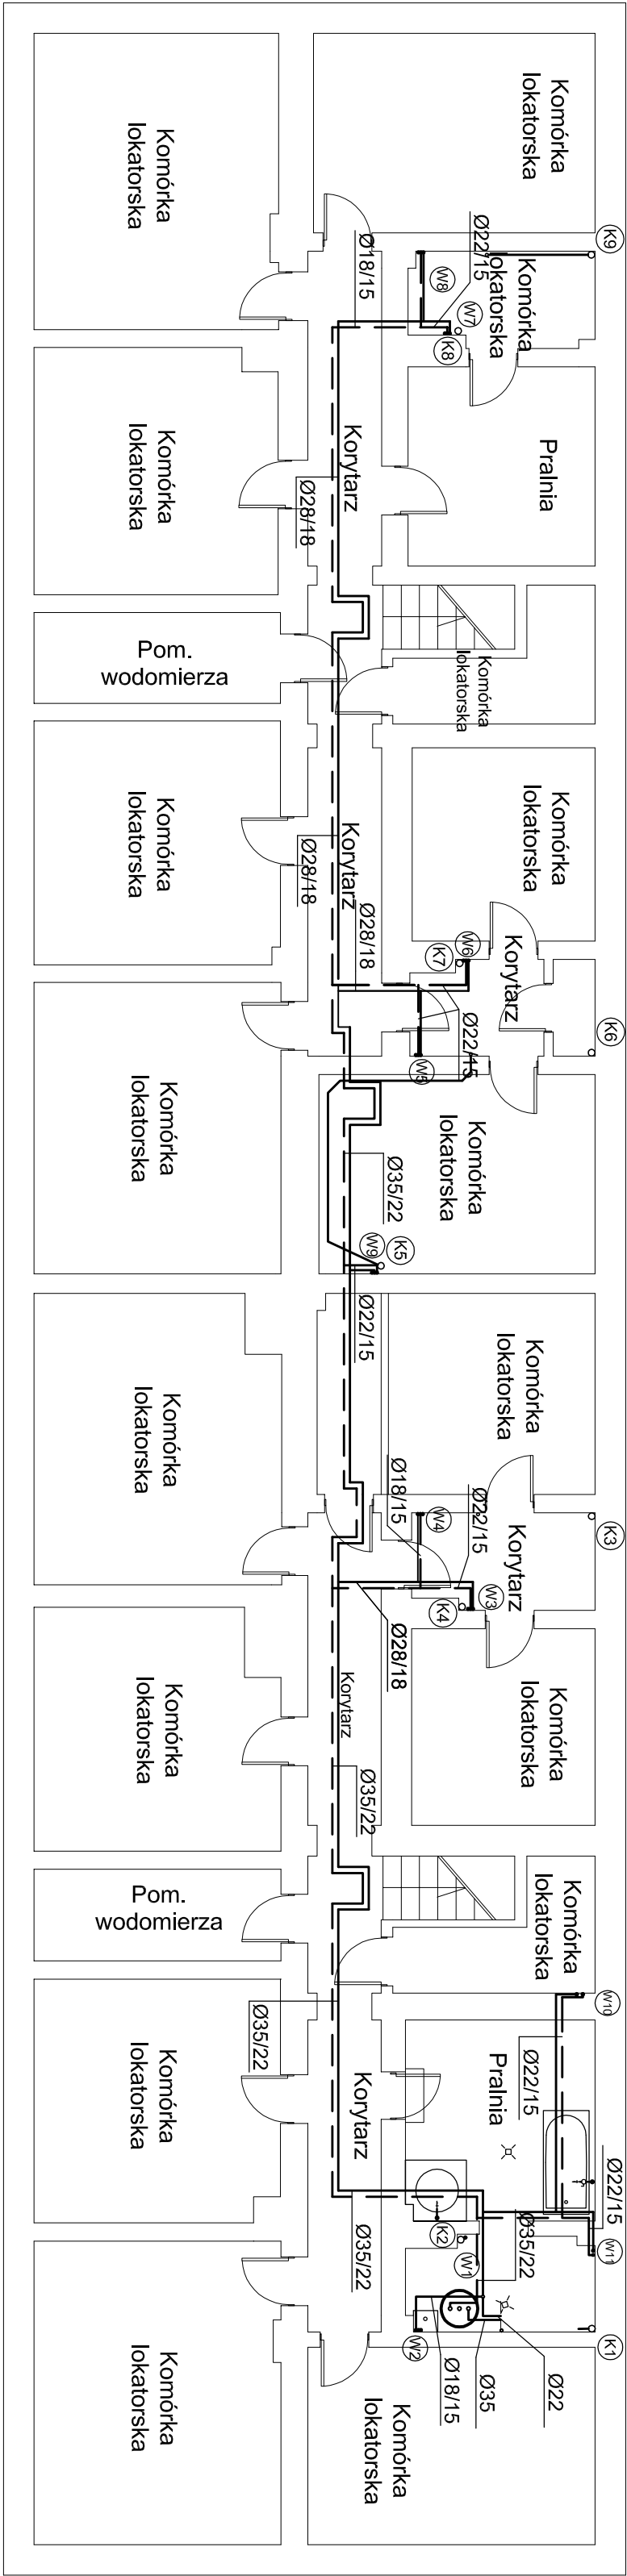 Komórka
lokatorska
Komórka
lokatorska
K9
Ø22/15
Komórka
lokatorska
Ø18/15
W8
W7
K8
Pralnia
Korytarz
Komórka
lokatorska
Ø28/18
Pom.
wodomierza
Komórka
lokatorska
Komórka
lokatorska
Komórka
lokatorska
Korytarz
Ø28/18
Ø28/18
W6
K7
Korytarz
K6
Ø22/15
W5
Komórka
lokatorska
Komórka
lokatorska
Ø35/22
W9
K5
Ø22/15
Komórka
lokatorska
Komórka
lokatorska
Ø18/15
Ø22/15
W4
K3
Korytarz
W3
K4
Ø28/18
Komórka
lokatorska
Komórka
lokatorska
Korytarz
Ø35/22
Pom.
wodomierza
Komórka
lokatorska
W10
Ø35/22
Ø22/15
Pralnia
Komórka
lokatorska
Korytarz
Ø22/15
Ø35/22
Ø35/22
K2
W1
W11
K1
W2
Ø18/15
Ø35
Ø22
Komórka
lokatorska
Komórka
lokatorska